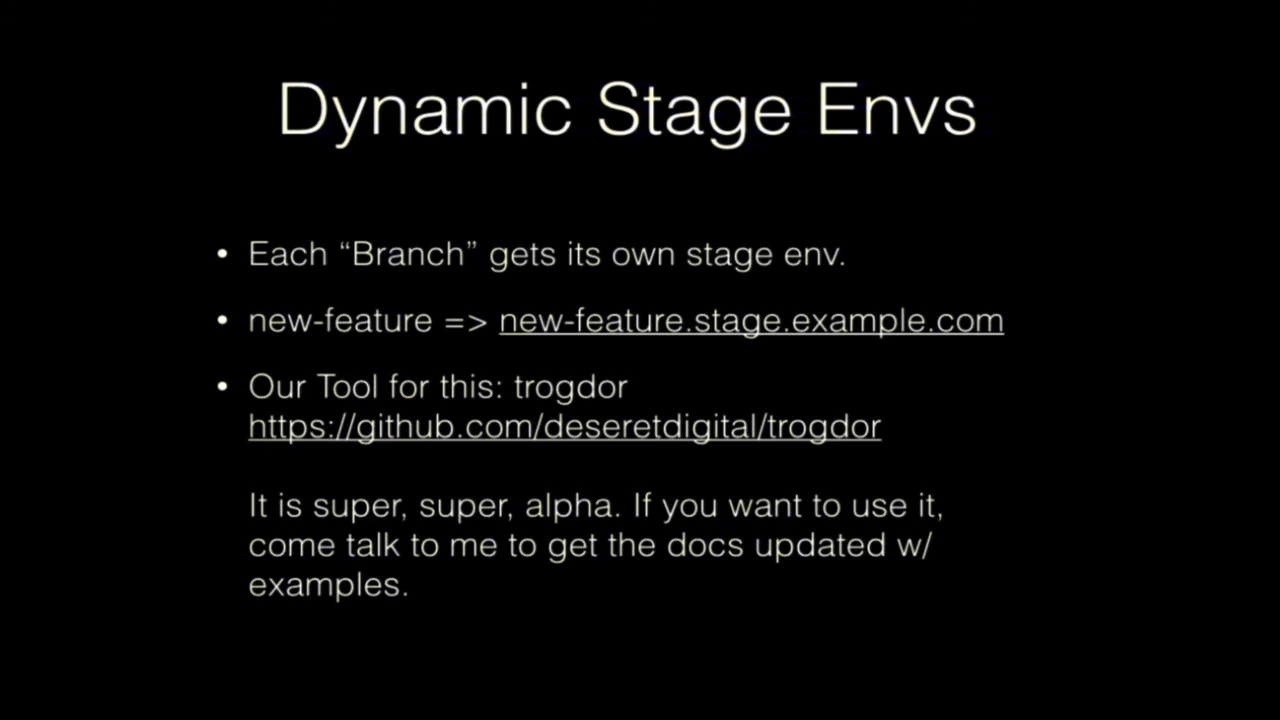 Dynamic Stage Envs
• Each “Branch” gets its own stage env.
• new-feature => new-feature.stage.example.com
• Our Tool for this: trogdor
https://github.com/deseretdigital/trogdor
It is super, super, alpha. If you want to use it,
come talk to me to get the docs updated w/
examples.